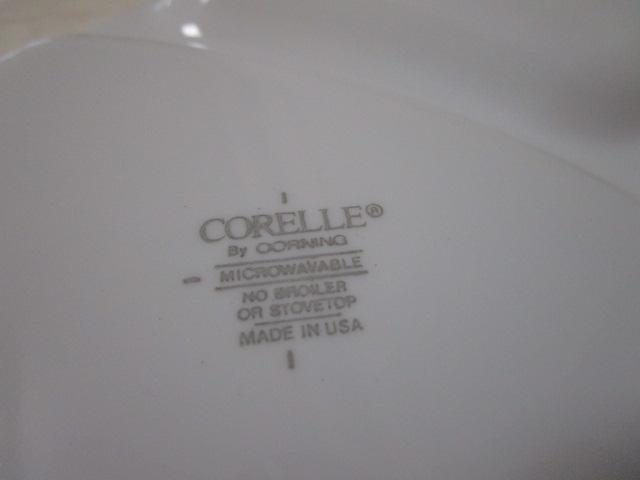 CORELLE®
By CORNING
MICROWAVABLE
NO BROILER
OR STOVETOP
MADE IN USA